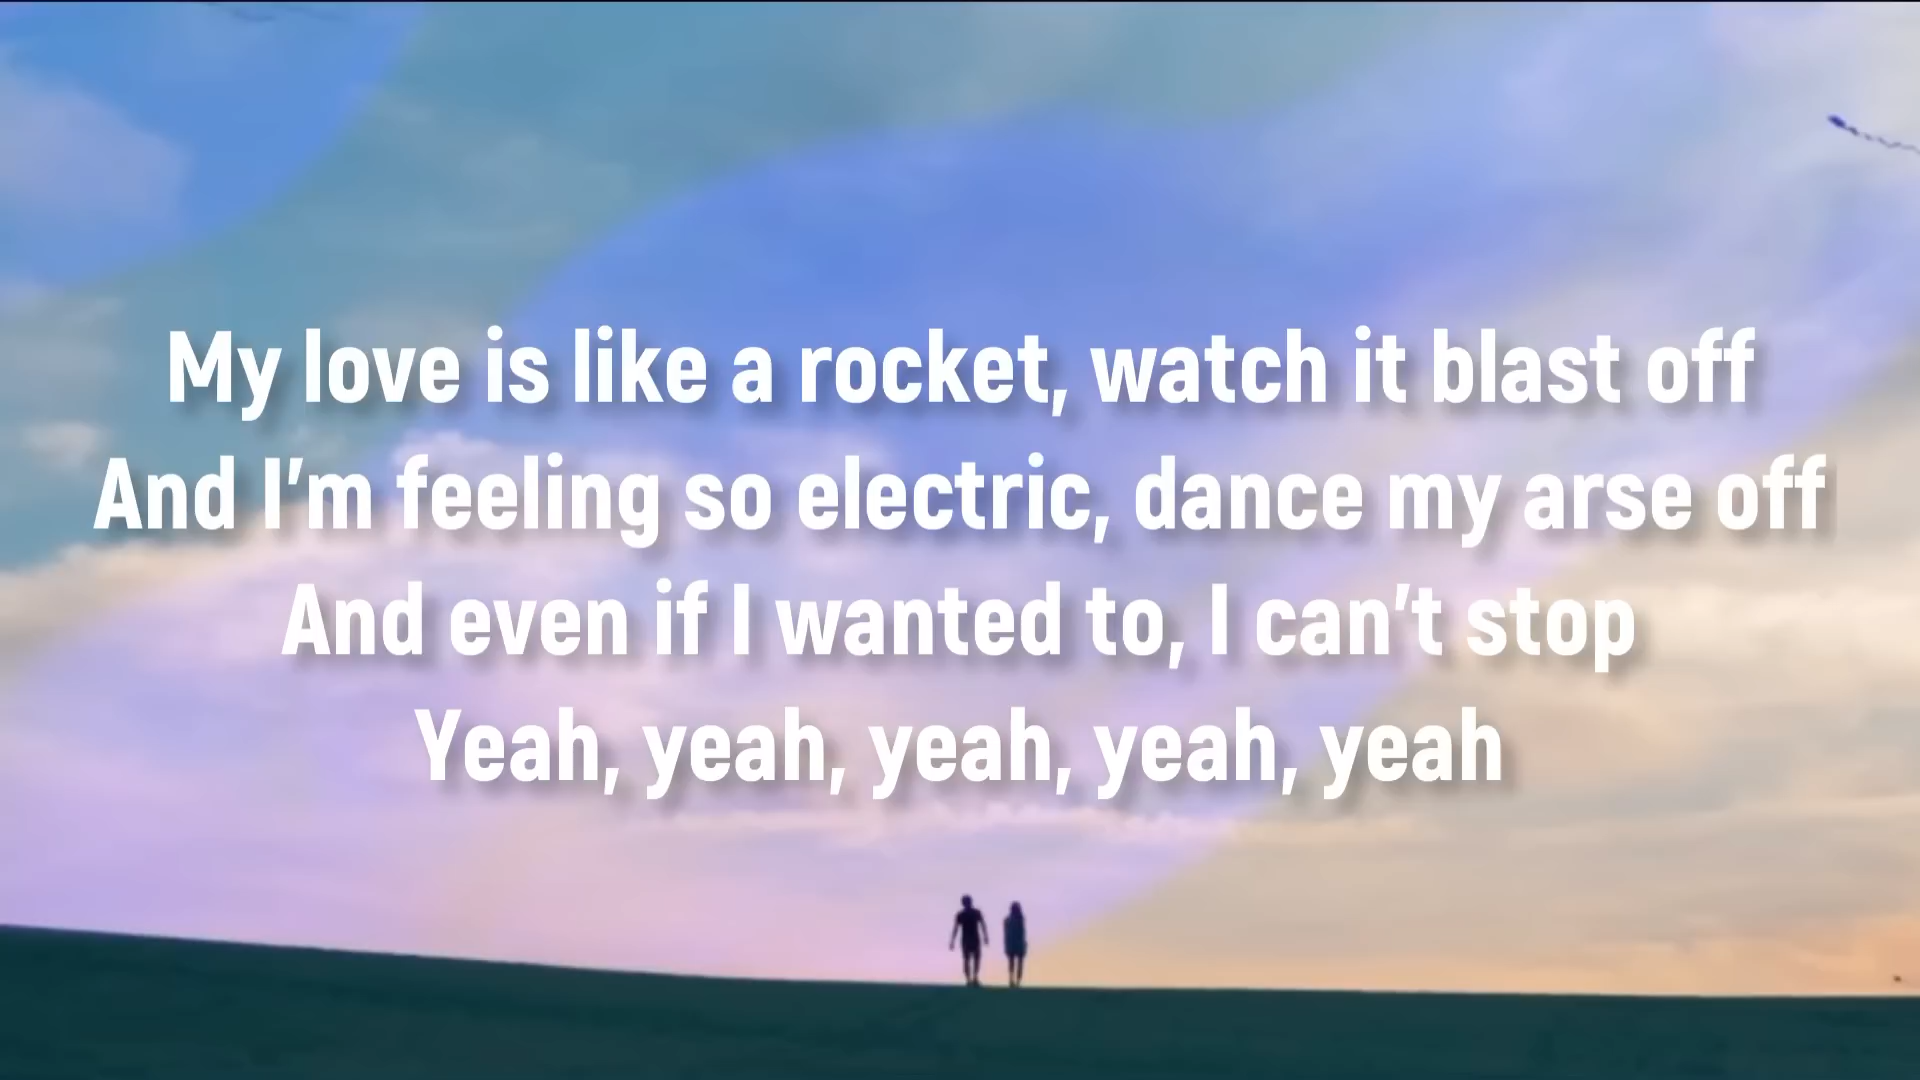 My love is like a rocket, watch it blast off
And I'm feeling so electric, dance my arse off
And even if I wanted to, I can't stop
Yeah, yeah, yeah, yeah, yeah